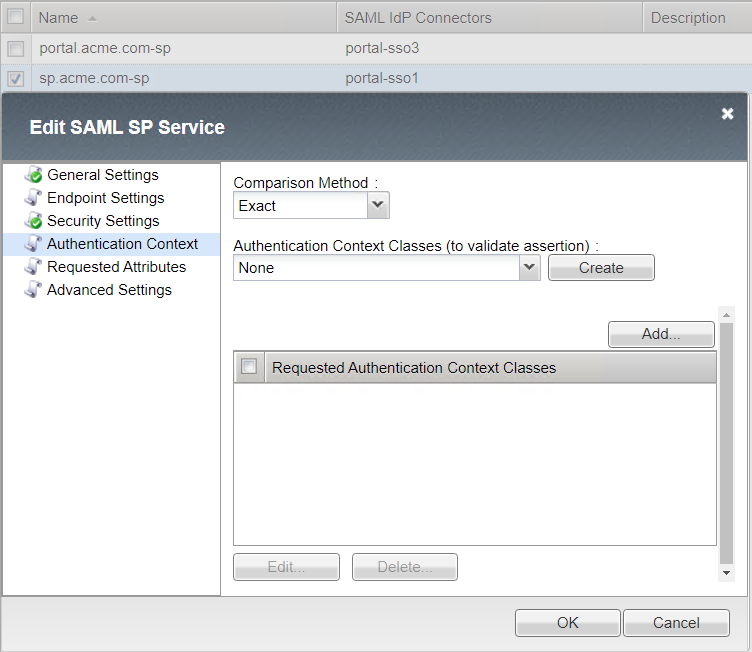 Name SAML IdP Connectors Description
portal.acme.com-sp portal-sso3
sp.acme.com-sp portal-sso1
Edit SAML SP Service
General Settings
Endpoint Settings
Security Settings
Authentication Context
Requested Attributes
Advanced Settings
Comparison Method :
Exact
Authentication Context Classes (to validate assertion) :
None Create
Add...
Requested Authentication Context Classes
Edit... Delete...
OK Cancel